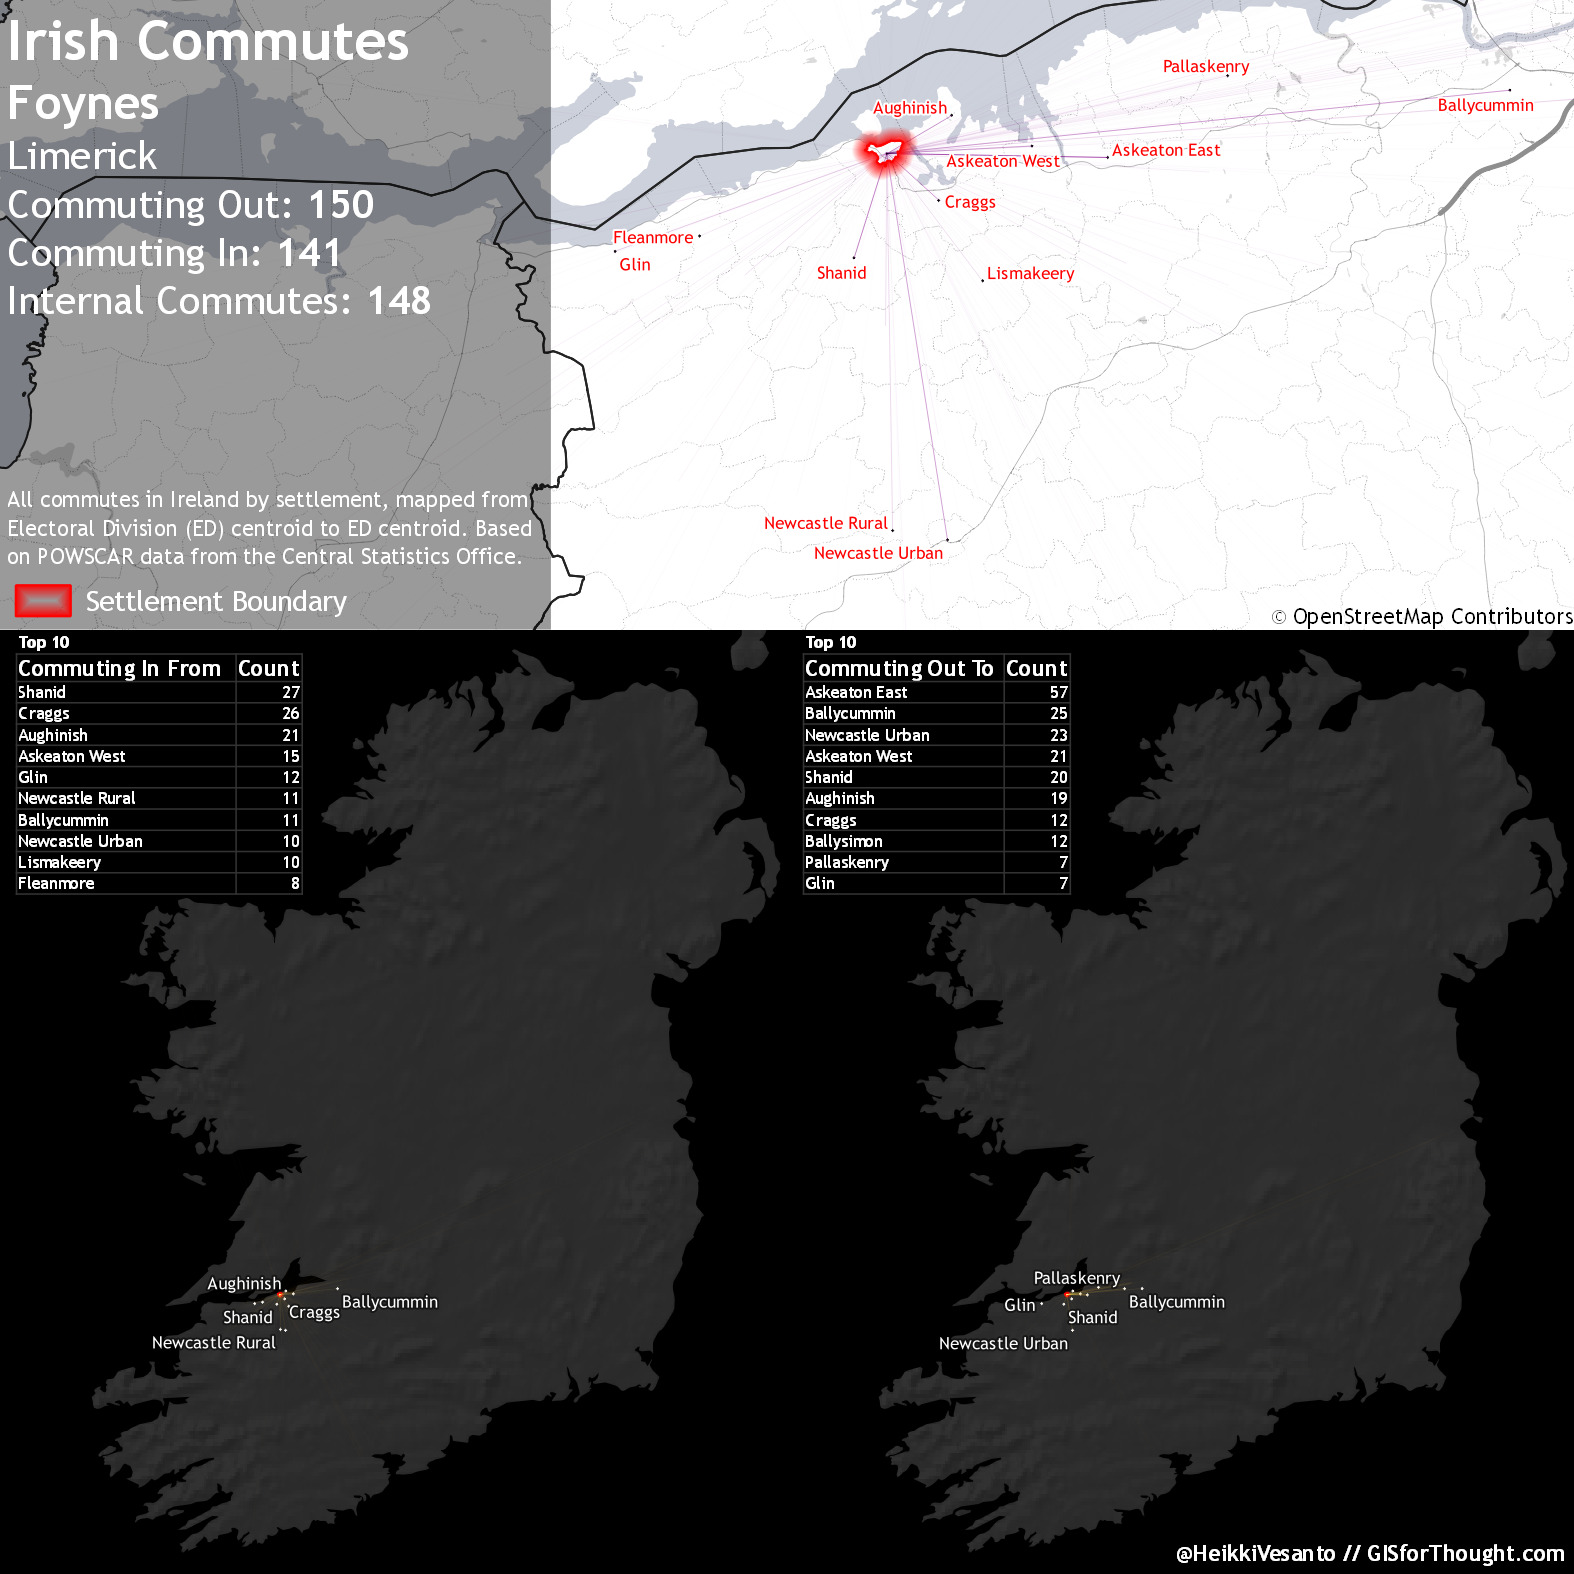 Irish Commutes
Foynes
Limerick
Commuting Out: 150
Commuting In: 141
Internal Commutes: 148
All commutes in Ireland by settlement, mapped from
Electoral Division (ED) centroid to ED centroid. Based
on POWSCAR data from the Central Statistics Office.
Settlement Boundary
Pallaskenry
Ballycummin
Aughinish
Askeaton West
Askeaton East
Craggs
Fleanmore
Glin
Shanid
Lismakeery
Newcastle Rural
Newcastle Urban
© OpenStreetMap Contributors
Top 10
Commuting In From Count
Shanid 27
Craggs 26
Aughinish 21
Askeaton West 15
Glin 12
Newcastle Rural 11
Ballycummin 11
Newcastle Urban 10
Lismakeery 10
Fleanmore 8
Top 10
Commuting Out To Count
Askeaton East 57
Ballycummin 25
Newcastle Urban 23
Askeaton West 21
Shanid 20
Aughinish 19
Craggs 12
Ballysimon 12
Pallaskenry 7
Glin 7
Aughinish
Ballycummin
Craggs
Shanid
Newcastle Rural
Pallaskenry
Glin
Ballycummin
Shanid
Newcastle Urban
@HeikkiVesanto // GISforThought.com